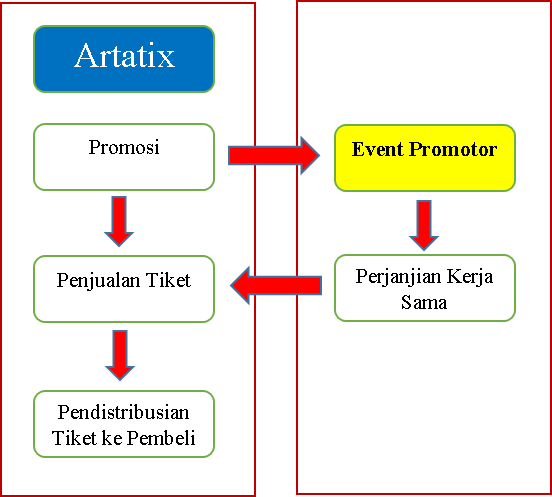 Artatix
Promosi
Event Promotor
Penjualan Tiket
Perjanjian Kerja
Sama
Pendistribusian
Tiket ke Pembeli